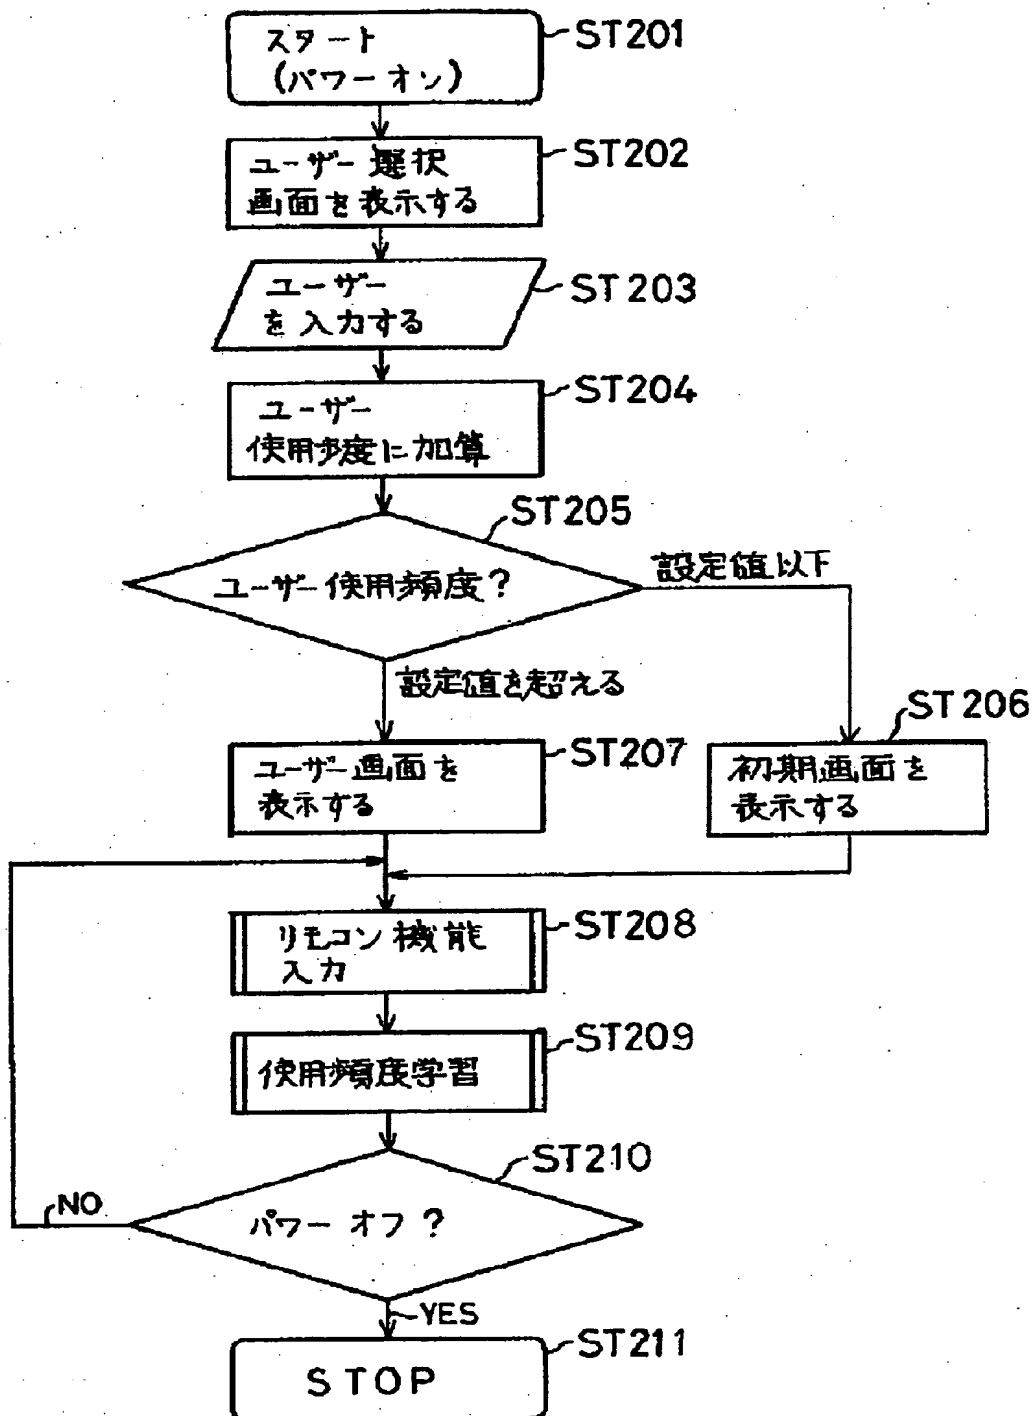 スタート
(パワーオン)
ST201
ユーザー選択
画面を表示する
ST202
ユーザー
を入力する
ST203
ユーザー
使用頻度に加算
ST204
ST205
ユーザー使用頻度?
設定値以下
設定値を超える
ST206
ユーザー画面を
表示する
ST207
初期画面を
表示する
リモコン機能
入力
ST208
使用頻度学習
ST209
ST210
パワーオフ?
NO
YES
STOP
ST211